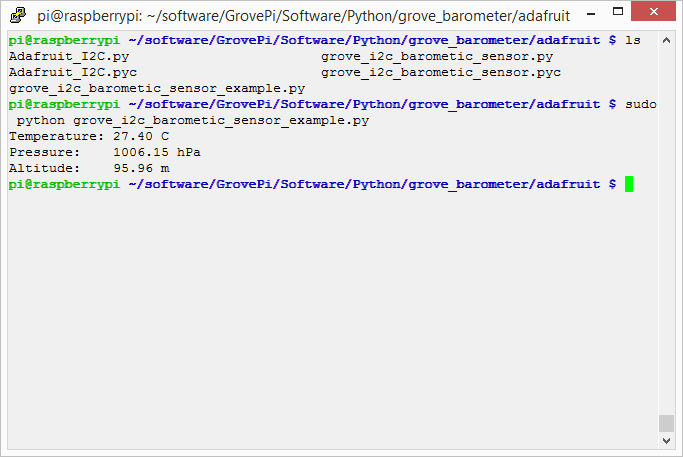 pi@raspberrypi: ~/software/GrovePi/Software/Python/grove_barometer/adafruit
pi@raspberrypi ~/software/GrovePi/Software/Python/grove_barometer/adafruit $ ls
Adafruit_I2C.py grove_i2c_barometic_sensor.py
Adafruit_I2C.pyc grove_i2c_barometic_sensor.pyc
grove_i2c_barometic_sensor_example.py
pi@raspberrypi ~/software/GrovePi/Software/Python/grove_barometer/adafruit $ sudo
python grove_i2c_barometic_sensor_example.py
Temperature: 27.40 C
Pressure: 1006.15 hPa
Altitude: 95.96 m
pi@raspberrypi ~/software/GrovePi/Software/Python/grove_barometer/adafruit $